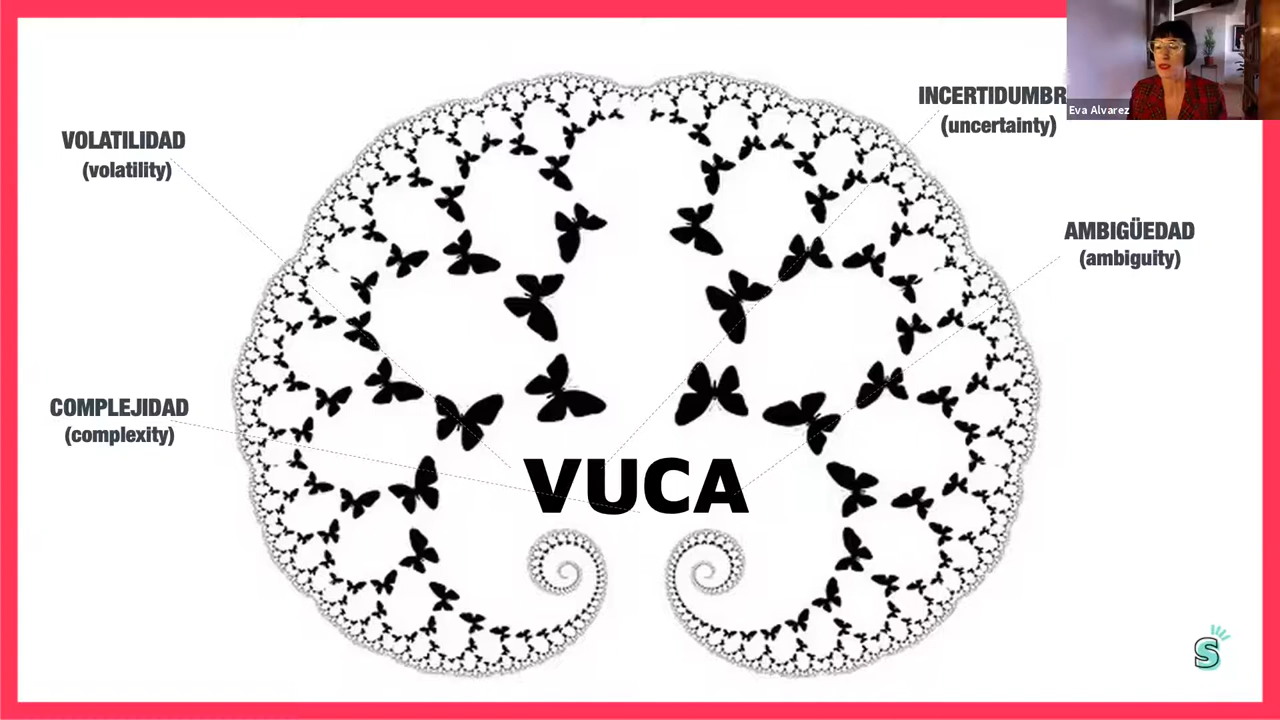 VOLATILIDAD
(volatility)
INCERTIDUMBR
(uncertainty)
Eva Alvarez
AMBIGÜEDAD
(ambiguity)
COMPLEJIDAD
(complexity)
VUCA
S